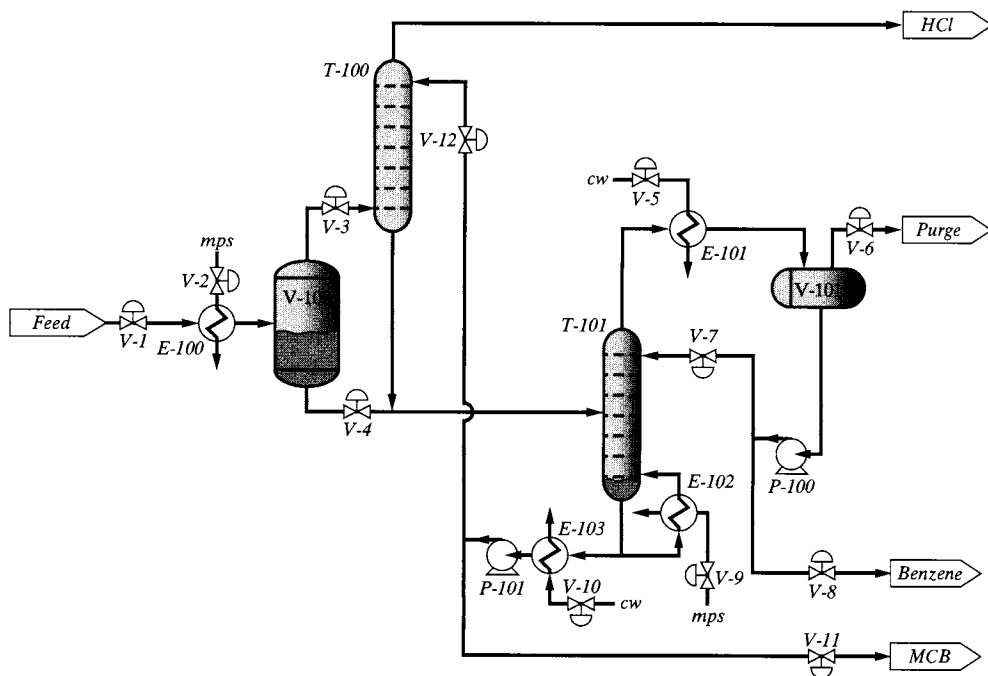 HCl
T-100
V-12
cw
V-5
V-3
V-6
Purge
mps
E-101
V-2
V-10
V-101
Feed
T-101
V-7
V-1
E-100
V-4
E-102
P-100
E-103
V-9
Benzene
P-101
V-10
cw
V-8
mps
V-11
MCB